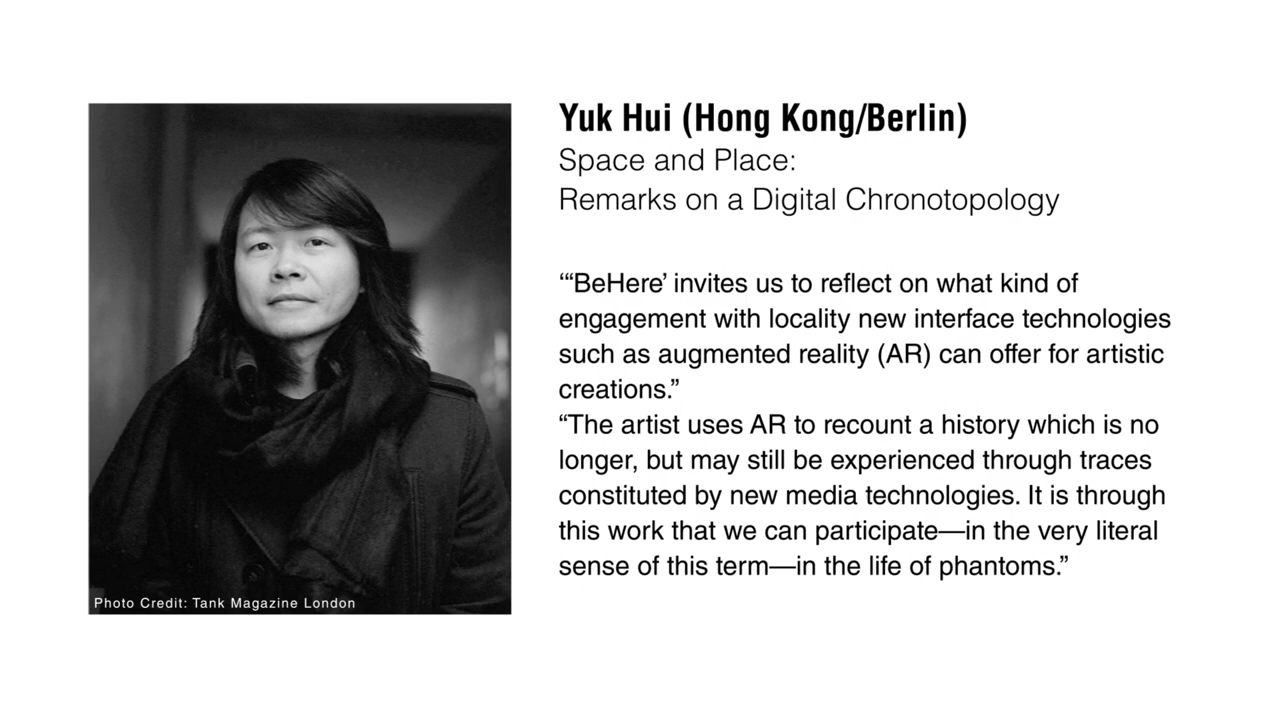 Yuk Hui (Hong Kong/Berlin)
Space and Place:
Remarks on a Digital Chronotopology
‘“BeHere’ invites us to reflect on what kind of
engagement with locality new interface technologies
such as augmented reality (AR) can offer for artistic
creations.”
“The artist uses AR to recount a history which is no
longer, but may still be experienced through traces
constituted by new media technologies. It is through
this work that we can participate—in the very literal
sense of this term—in the life of phantoms.”
Photo Credit: Tank Magazine London